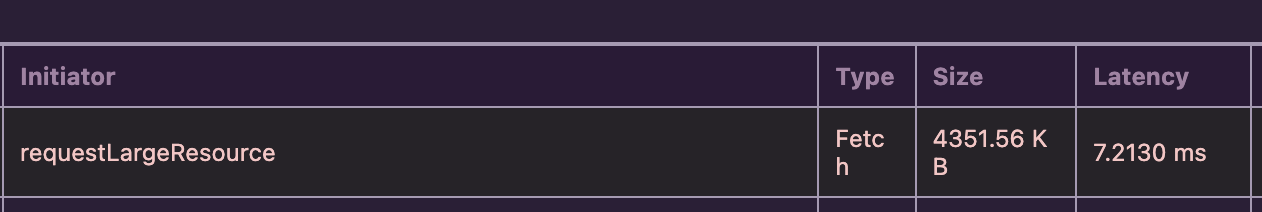 Initiator
Type
Size
Latency
requestLargeResource
Fetc
h
4351.56 K
B
7.2130 ms